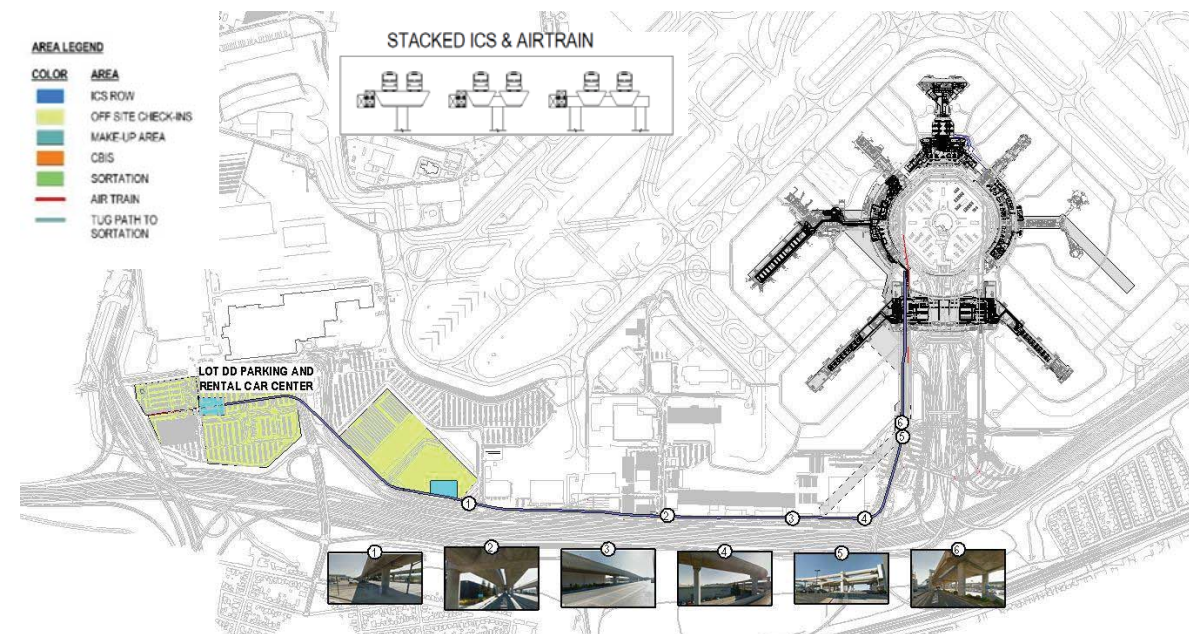 STACKED ICS & AIRTRAIN
AREA LEGEND
COLOR AREA
ICS ROW
OFF SITE CHECK-INS
MAKE-UP AREA
CBIS
SORTATION
AIR TRAIN
TUG PATH TO
SORTATION
LOT DD PARKING AND
RENTAL CAR CENTER
6
5
1
2
3
4
1
2
3
4
5
6